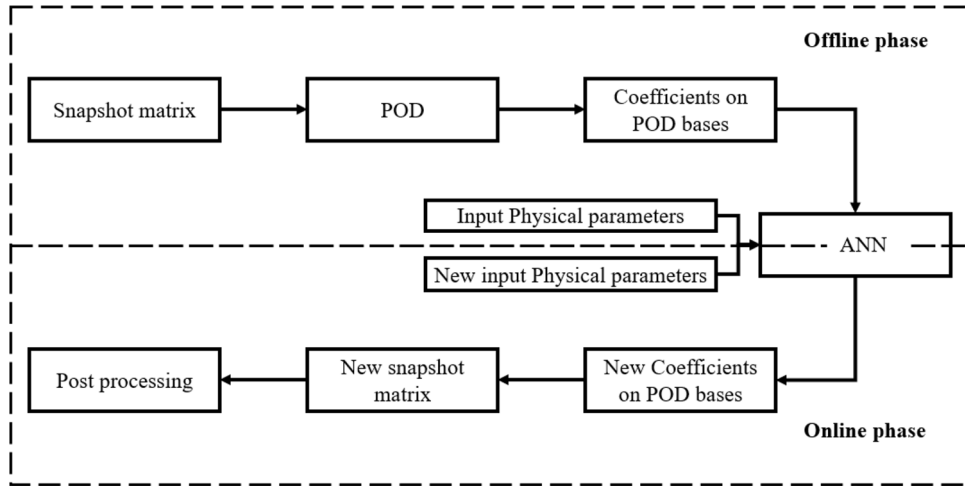 Offline phase
Snapshot matrix
POD
Coefficients on
POD bases
Input Physical parameters
ANN
New input Physical parameters
Post processing
New snapshot
matrix
New Coefficients
on POD bases
Online phase